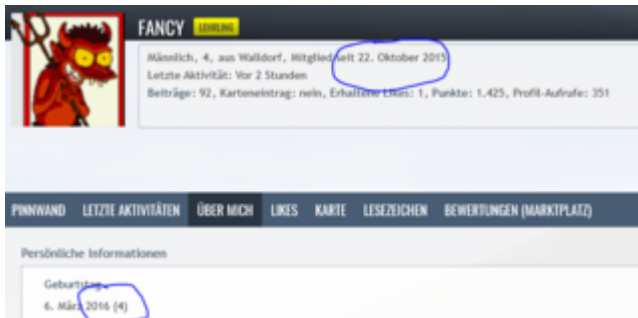 FANCY LEHRLING
Männlich, 4, aus Walldorf, Mitglied seit 22. Oktober 2015
Letzte Aktivität: Vor 2 Stunden
Beiträge: 92, Karteneintrag: nein, Erhaltene Likes: 1, Punkte: 1.425, Profil-Aufrufe: 351
PINNWAND LETZTE AKTIVITÄTEN ÜBER MICH LIKES KARTE LESEZEICHEN BEWERTUNGEN (MARKTPLATZ)
Persönliche Informationen
Geburtstag
6. März 2016 (4)